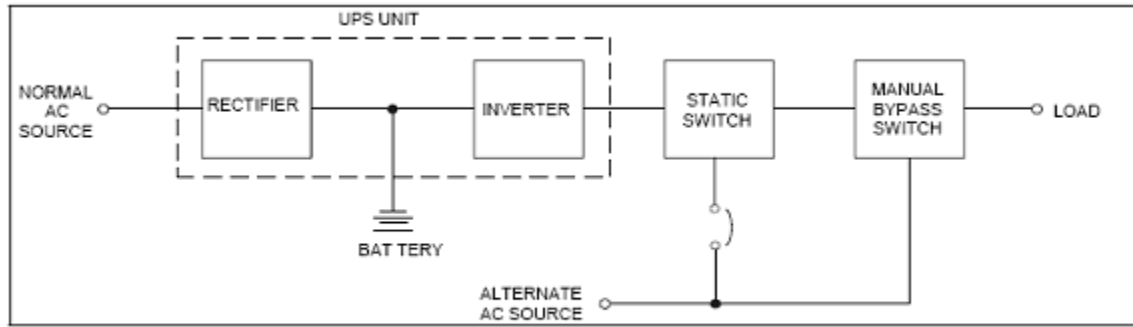 UPS UNIT
NORMAL
AC
SOURCE
RECTIFIER
INVERTER
STATIC
SWITCH
MANUAL
BYPASS
SWITCH
LOAD
BAT TERY
ALTERNATE
AC SOURCE